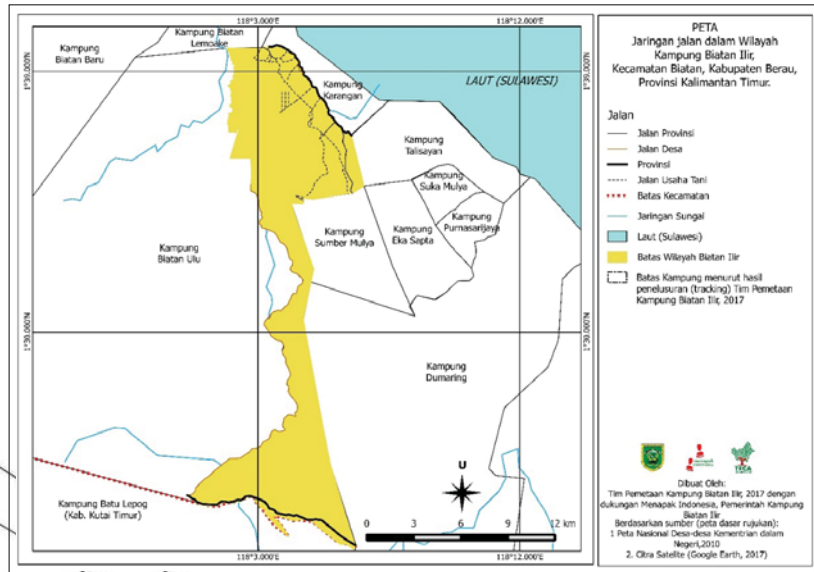 118°3.000'E
118°12.000'E
1°39.000'N
1°39.000'N
1°30.000'N
Kampung
Biatan Baru
Kampung Biatan
Lempake
Kampung
Karangan
LAUT (SULAWESI)
Kampung
Talisayan
Kampung
Suka Mulya
Kampung
Purnasarijaya
Kampung
Eka Sapta
Kampung
Sumber Mulya
Kampung
Biatan Ulu
Kampung
Dumaring
Kampung Batu Lepog
(Kab. Kutai Timur)
U
0 3 6 9 12 km
118°3.000'E
118°12.000'E
PETA
Jaringan jalan dalam Wilayah
Kampung Biatan Ilir,
Kecamatan Biatan, Kabupaten Berau,
Provinsi Kalimantan Timur.
Jalan
Jalan Provinsi
Jalan Desa
Provinsi
Jalan Usaha Tani
Batas Kecamatan
Jaringan Sungai
Laut (Sulawesi)
Batas Wilayah Biatan Ilir
Batas Kampung menurut hasil
penelusuran (tracking) Tim Pemetaan
Kampung Biatan Ilir, 2017
Dibuat Oleh:
Tim Pemetaan Kampung Biatan Ilir, 2017 dengan
dukungan Menapak Indonesia, Pemerintah Kampung
Biatan Ilir
Berdasarkan sumber (peta dasar rujukan):
1 Peta Nasional Desa-desa Kementrian dalam
Negeri,2010
2. Citra Satelite (Google Earth, 2017)